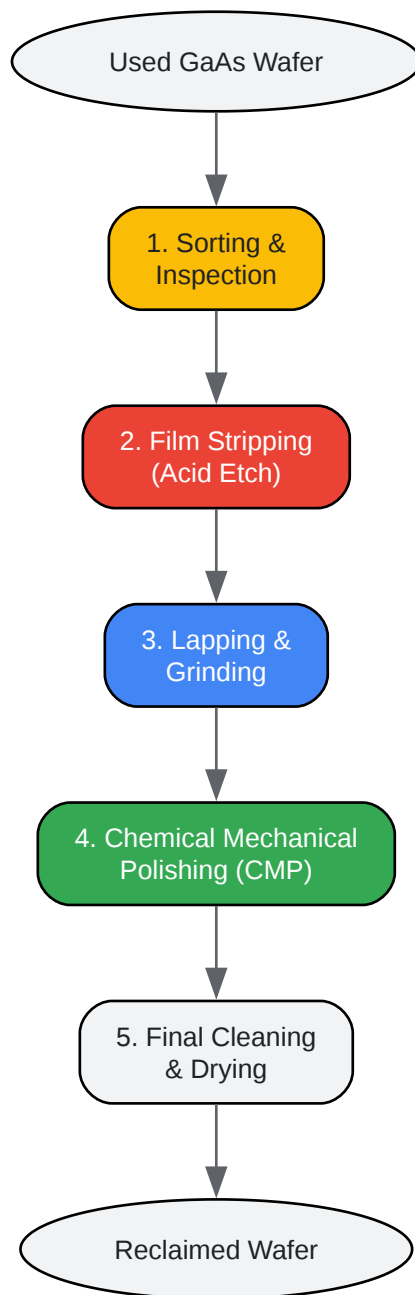 Used GaAs Wafer
1. Sorting &
Inspection
2. Film Stripping
(Acid Etch)
3. Lapping &
Grinding
4. Chemical Mechanical
Polishing (CMP)
5. Final Cleaning
& Drying
Reclaimed Wafer